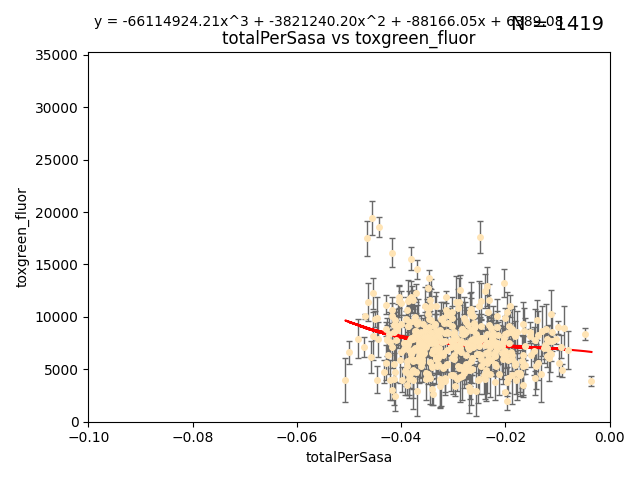 y = -66114924.21x^3 + -3821240.20x^2 + -88166.05x + 6389.08
N = 1419
totalPerSasa vs toxgreen_fluor
35000
30000
25000
20000
15000
10000
5000
0
toxgreen_fluor
−0.10 −0.08 −0.06 −0.04 −0.02 0.00
totalPerSasa